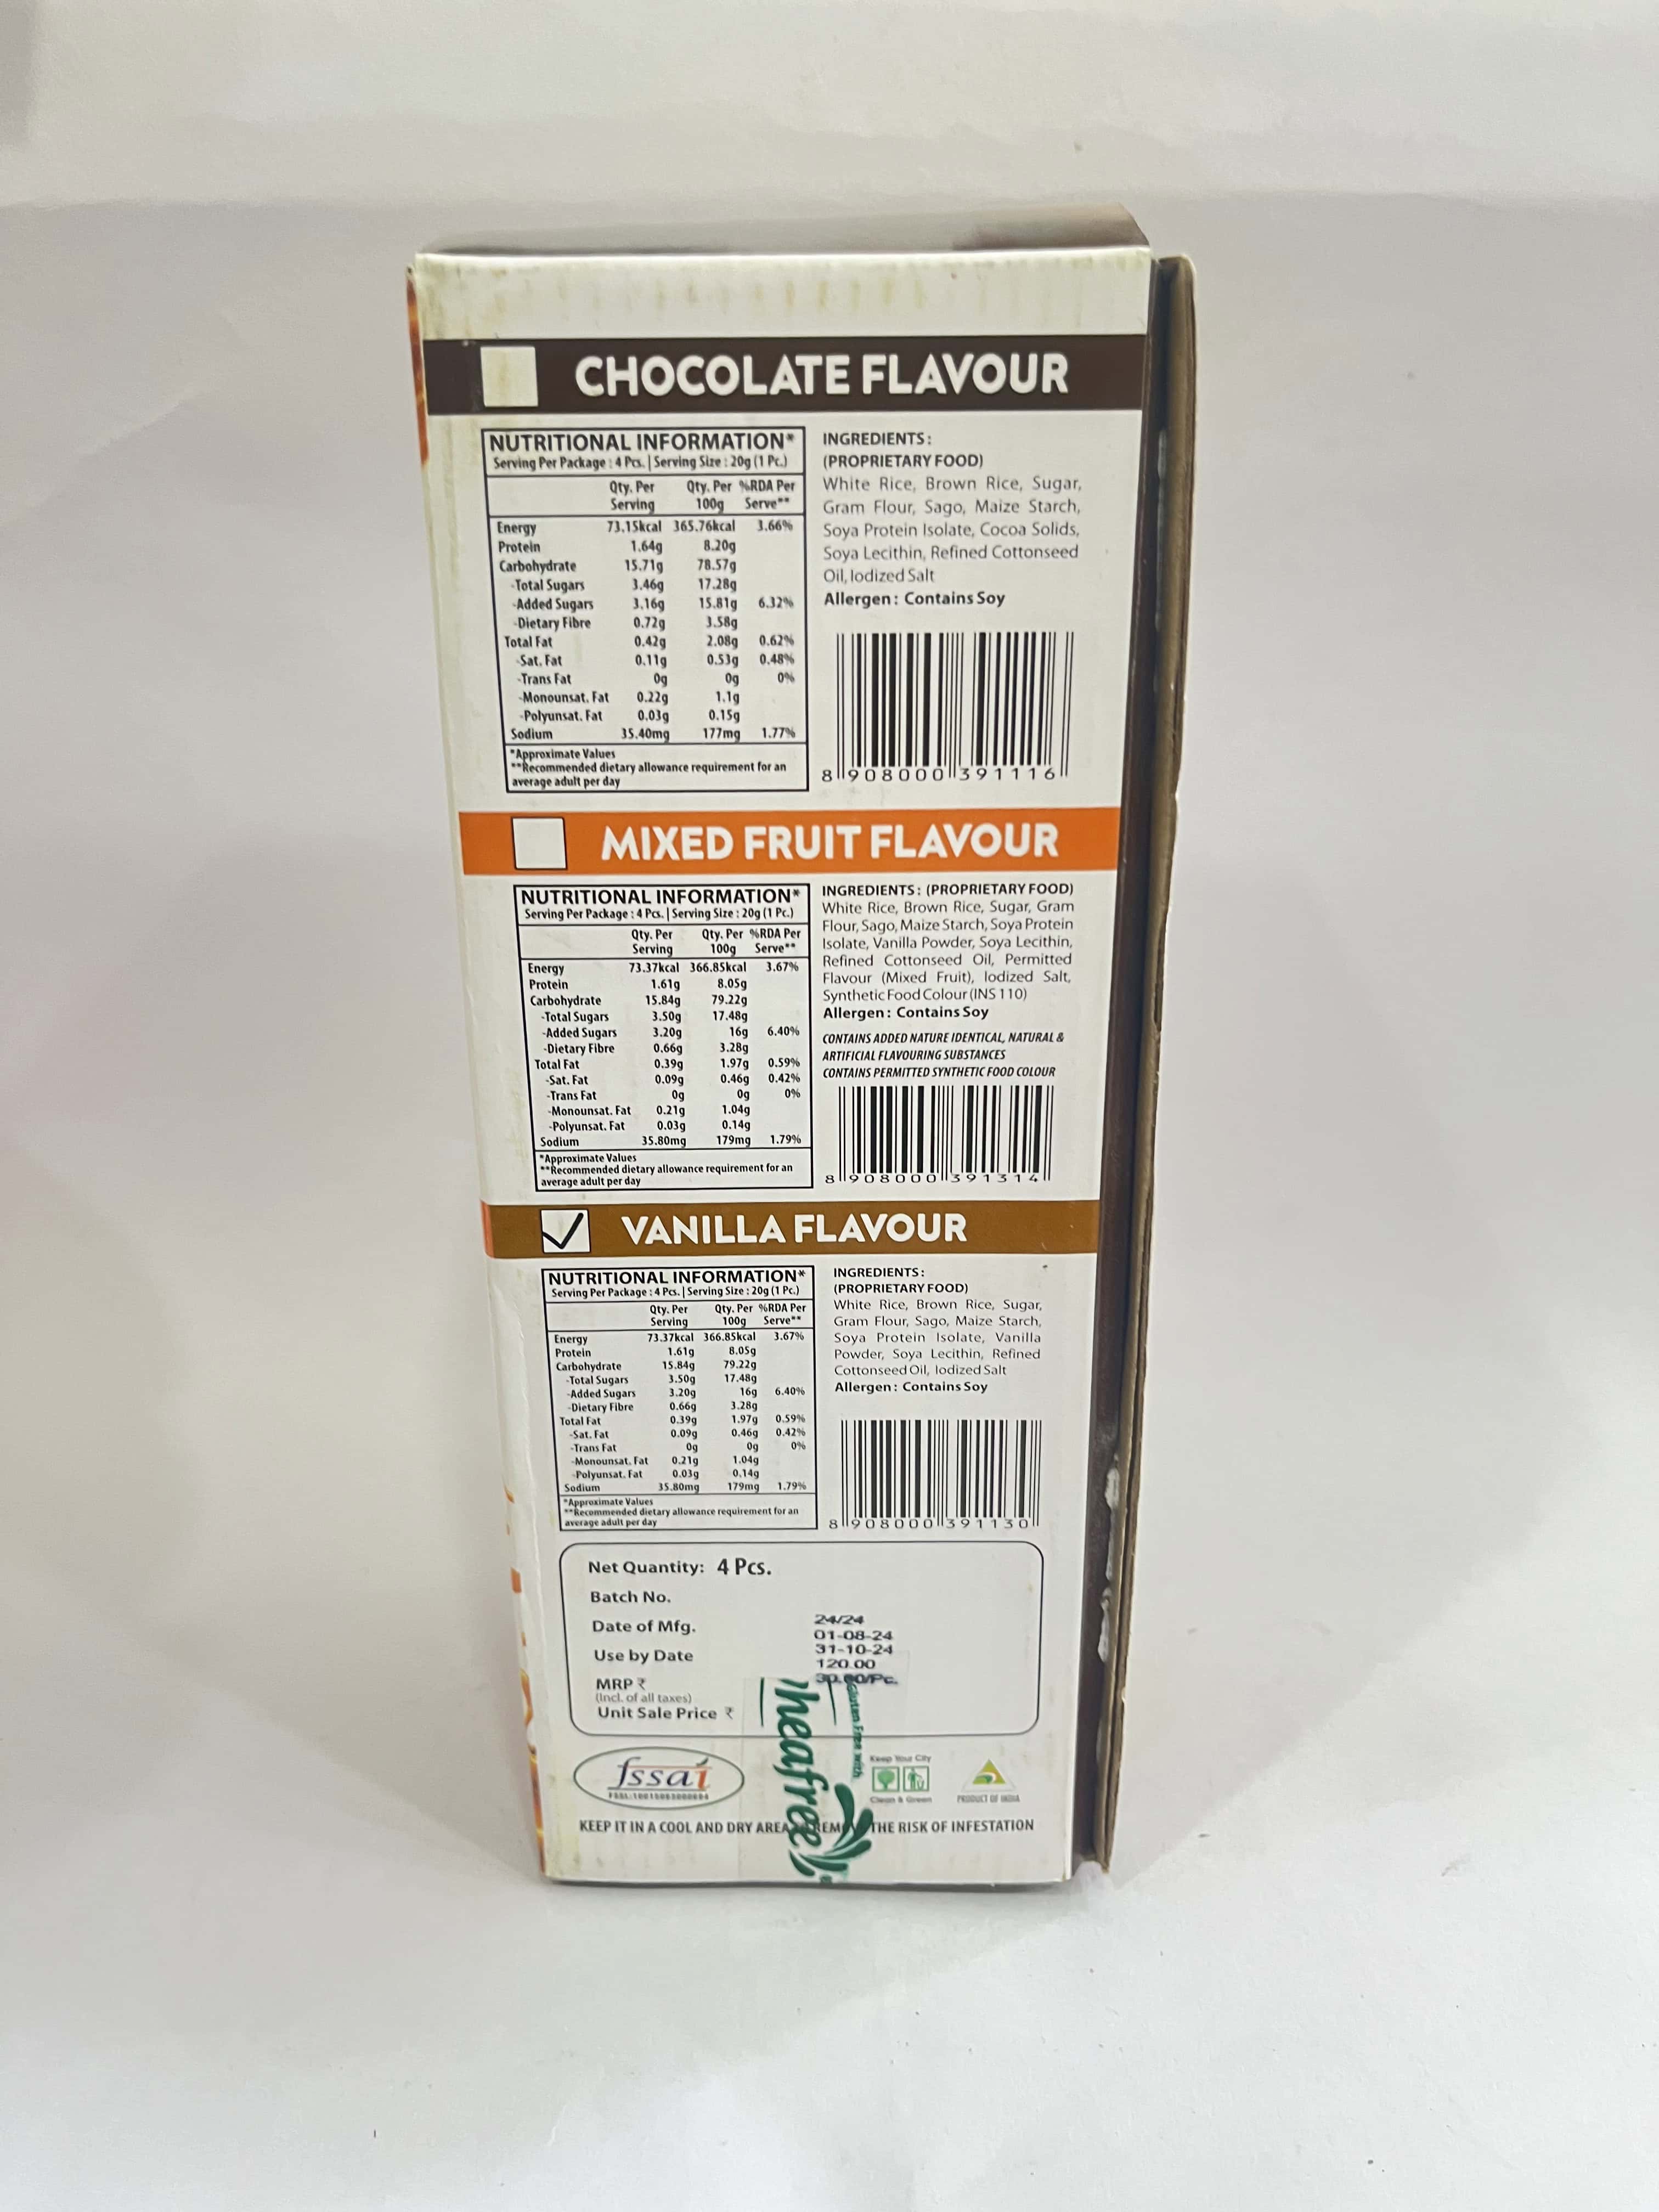 CHOCOLATE FLAVOUR
NUTRITIONAL INFORMATION*
Serving Per Package : 4 Pcs. | Serving Size : 20g (1 Pc.)
Qty. Per Serving Qty. Per 100g %RDA Per Serve**
Energy 73.15kcal 365.76kcal 3.66%
Protein 1.64g 8.20g
Carbohydrate 15.71g 78.57g
-Total Sugars 3.46g 17.28g
-Added Sugars 3.16g 15.81g 6.32%
-Dietary Fibre 0.72g 3.58g
Total Fat 0.42g 2.08g 0.62%
-Sat. Fat 0.11g 0.53g 0.48%
-Trans Fat 0g 0g 0%
-Monounsat. Fat 0.22g 1.1g
-Polyunsat. Fat 0.03g 0.15g
Sodium 35.40mg 177mg 1.77%
*Approximate Values
**Recommended dietary allowance requirement for an
average adult per day
INGREDIENTS:
(PROPRIETARY FOOD)
White Rice, Brown Rice, Sugar,
Gram Flour, Sago, Maize Starch,
Soya Protein Isolate, Cocoa Solids,
Soya Lecithin, Refined Cottonseed
Oil, Iodized Salt
Allergen: Contains Soy
8 908000 391116
MIXED FRUIT FLAVOUR
NUTRITIONAL INFORMATION*
Serving Per Package : 4 Pcs. | Serving Size : 20g (1 Pc.)
Qty. Per Serving Qty. Per 100g %RDA Per Serve**
Energy 73.37kcal 366.85kcal 3.67%
Protein 1.61g 8.05g
Carbohydrate 15.84g 79.22g
-Total Sugars 3.50g 17.48g
-Added Sugars 3.20g 16g 6.40%
-Dietary Fibre 0.66g 3.28g
Total Fat 0.39g 1.97g 0.59%
-Sat. Fat 0.09g 0.46g 0.42%
-Trans Fat 0g 0g 0%
-Monounsat. Fat 0.21g 1.04g
-Polyunsat. Fat 0.03g 0.14g
Sodium 35.80mg 179mg 1.79%
*Approximate Values
**Recommended dietary allowance requirement for an
average adult per day
INGREDIENTS: (PROPRIETARY FOOD)
White Rice, Brown Rice, Sugar, Gram
Flour, Sago, Maize Starch, Soya Protein
Isolate, Vanilla Powder, Soya Lecithin,
Refined Cottonseed Oil, Permitted
Flavour (Mixed Fruit), Iodized Salt,
Synthetic Food Colour (INS 110)
Allergen: Contains Soy
CONTAINS ADDED NATURE IDENTICAL, NATURAL &
ARTIFICIAL FLAVOURING SUBSTANCES
CONTAINS PERMITTED SYNTHETIC FOOD COLOUR
8 908000 391314
VANILLA FLAVOUR
NUTRITIONAL INFORMATION*
Serving Per Package : 4 Pcs. | Serving Size : 20g (1 Pc.)
Qty. Per Serving Qty. Per 100g %RDA Per Serve**
Energy 73.37kcal 366.85kcal 3.67%
Protein 1.61g 8.05g
Carbohydrate 15.84g 79.22g
-Total Sugars 3.50g 17.48g
-Added Sugars 3.20g 16g 6.40%
-Dietary Fibre 0.66g 3.28g
Total Fat 0.39g 1.97g 0.59%
-Sat. Fat 0.09g 0.46g 0.42%
-Trans Fat 0g 0g 0%
-Monounsat. Fat 0.21g 1.04g
-Polyunsat. Fat 0.03g 0.14g
Sodium 35.80mg 179mg 1.79%
*Approximate Values
**Recommended dietary allowance requirement for an
average adult per day
INGREDIENTS:
(PROPRIETARY FOOD)
White Rice, Brown Rice, Sugar,
Gram Flour, Sago, Maize Starch,
Soya Protein Isolate, Vanilla
Powder, Soya Lecithin, Refined
Cottonseed Oil, Iodized Salt
Allergen: Contains Soy
8 908000 391130
Net Quantity: 4 Pcs.
Batch No.
Date of Mfg.
Use by Date
MRP ₹
(Incl. of all taxes)
Unit Sale Price ₹
24/24
01-08-24
31-10-24
120.00
30.00/Pc.
Gluten Free with
heafree
fssai
Keep Your City
Clean & Green
PRODUCT OF INDIA
KEEP IT IN A COOL AND DRY AREA THE RISK OF INFESTATION